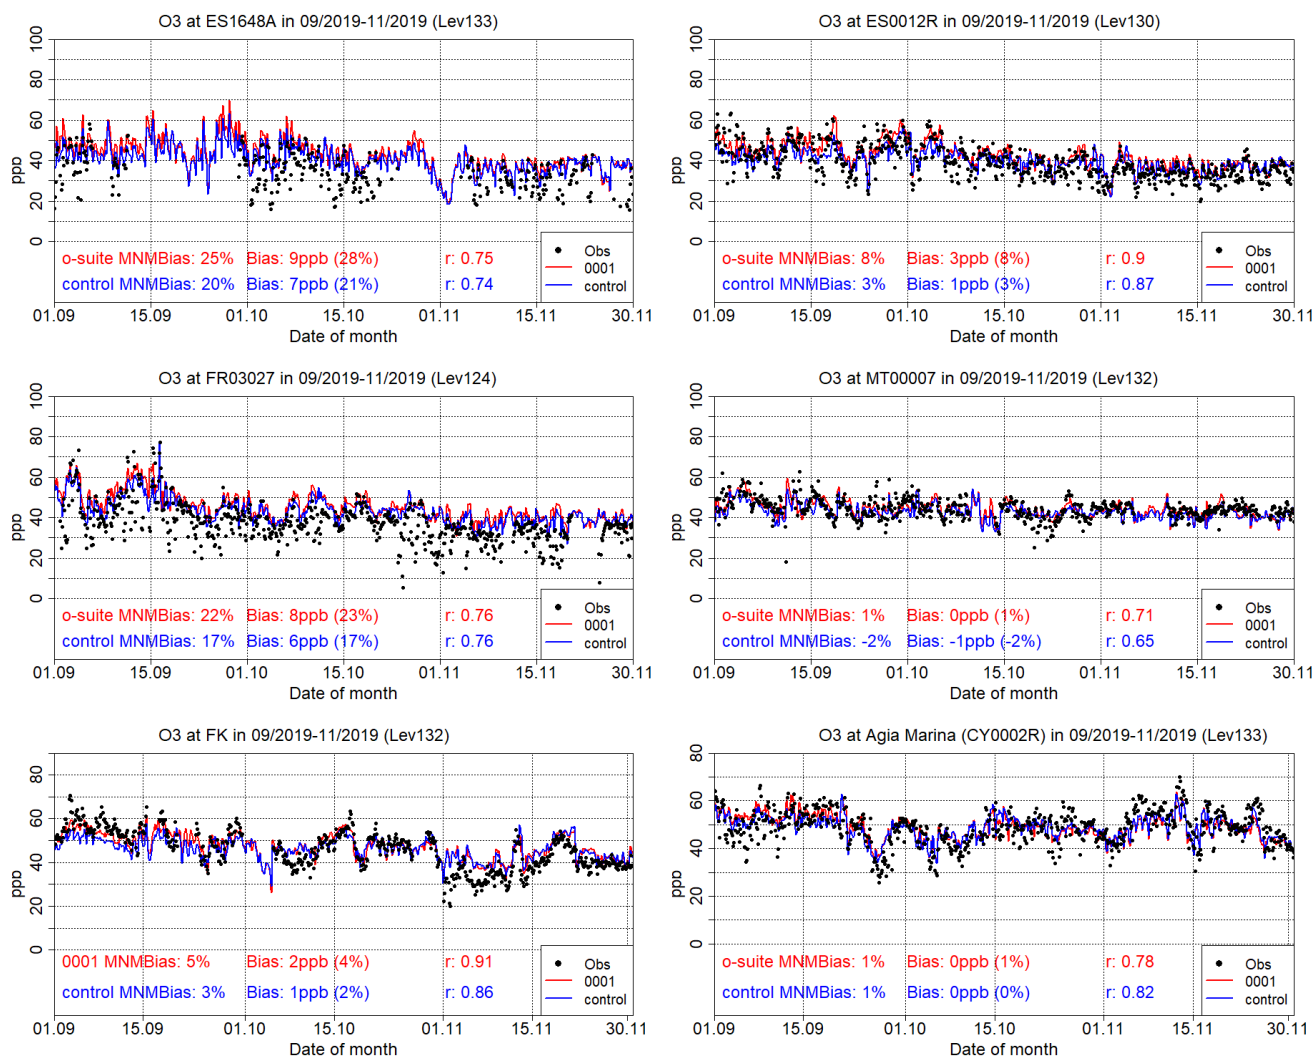 O3 at ES1648A in 09/2019-11/2019 (Lev133)
100
80
60
40
20
0
ppb
o-suite MNMBias: 25% Bias: 9ppb (28%) r: 0.75
control MNMBias: 20% Bias: 7ppb (21%) r: 0.74
Obs
0001
control
01.09 15.09 01.10 15.10 01.11 15.11 30.11
Date of month
O3 at ES0012R in 09/2019-11/2019 (Lev130)
100
80
60
40
20
0
ppb
o-suite MNMBias: 8% Bias: 3ppb (8%) r: 0.9
control MNMBias: 3% Bias: 1ppb (3%) r: 0.87
Obs
0001
control
01.09 15.09 01.10 15.10 01.11 15.11 30.11
Date of month
O3 at FR03027 in 09/2019-11/2019 (Lev124)
100
80
60
40
20
0
ppb
o-suite MNMBias: 22% Bias: 8ppb (23%) r: 0.76
control MNMBias: 17% Bias: 6ppb (17%) r: 0.76
Obs
0001
control
01.09 15.09 01.10 15.10 01.11 15.11 30.11
Date of month
O3 at MT00007 in 09/2019-11/2019 (Lev132)
100
80
60
40
20
0
ppb
o-suite MNMBias: 1% Bias: 0ppb (1%) r: 0.71
control MNMBias: -2% Bias: -1ppb (-2%) r: 0.65
Obs
0001
control
01.09 15.09 01.10 15.10 01.11 15.11 30.11
Date of month
O3 at FK in 09/2019-11/2019 (Lev132)
80
60
40
20
0
ppb
0001 MNMBias: 5% Bias: 2ppb (4%) r: 0.91
control MNMBias: 3% Bias: 1ppb (2%) r: 0.86
Obs
0001
control
01.09 15.09 01.10 15.10 01.11 15.11 30.11
Date of month
O3 at Agia Marina (CY0002R) in 09/2019-11/2019 (Lev133)
80
60
40
20
0
ppb
o-suite MNMBias: 1% Bias: 0ppb (1%) r: 0.78
control MNMBias: 1% Bias: 0ppb (0%) r: 0.82
Obs
0001
control
01.09 15.09 01.10 15.10 01.11 15.11 30.11
Date of month